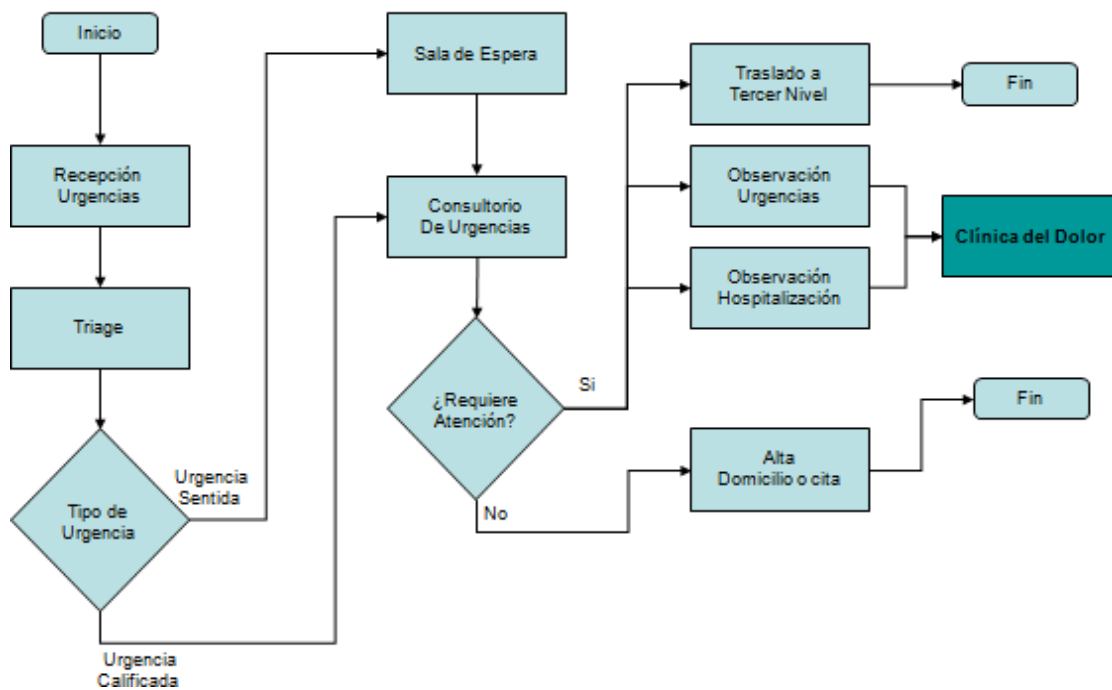 Inicio
Recepción
Urgencias
Triage
Tipo de
Urgencia
Urgencia
Sentida
Urgencia
Calificada
Sala de Espera
Consultorio
De Urgencias
¿Requiere
Atención?
Si
No
Traslado a
Tercer Nivel
Fin
Observación
Urgencias
Observación
Hospitalización
Clínica del Dolor
Alta
Domicilio o cita
Fin